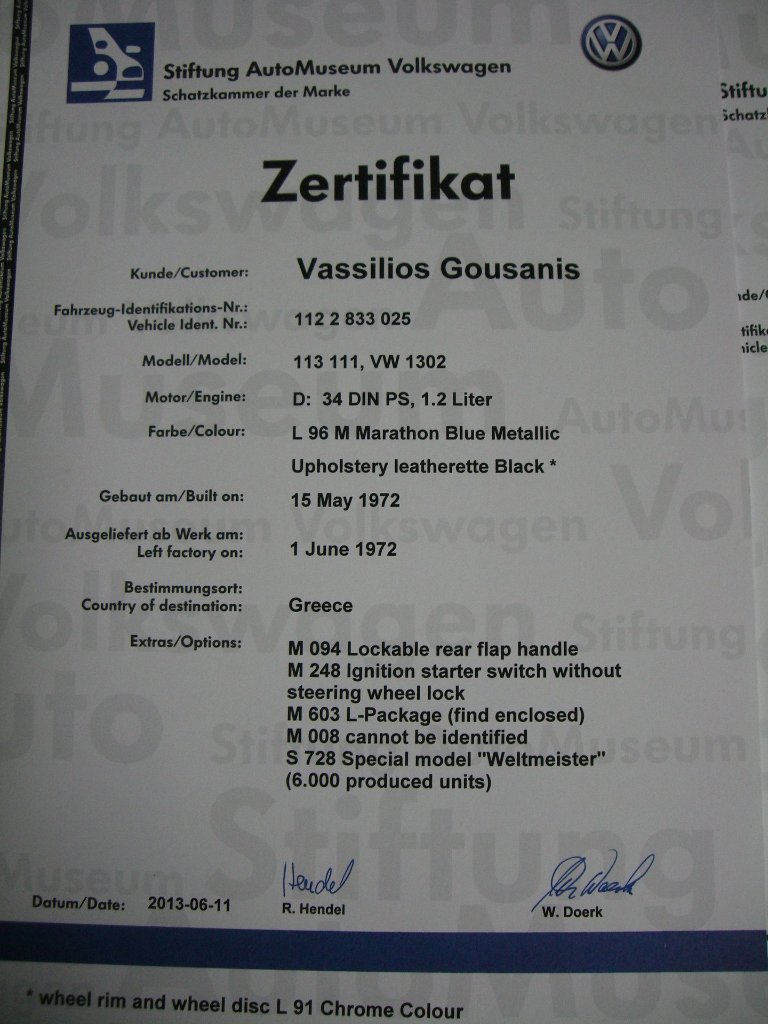 Stiftung AutoMuseum Volkswagen
Schatzkammer der Marke
Zertifikat
Kunde/Customer: Vassilios Gousanis
Fahrzeug-Identifikations-Nr.:
Vehicle Ident. Nr.: 112 2 833 025
Modell/Model: 113 111, VW 1302
Motor/Engine: D: 34 DIN PS, 1.2 Liter
Farbe/Colour: L 96 M Marathon Blue Metallic
Upholstery leatherette Black *
Gebaut am/Built on: 15 May 1972
Ausgeliefert ab Werk am:
Left factory on: 1 June 1972
Bestimmungsort:
Country of destination: Greece
Extras/Options: M 094 Lockable rear flap handle
M 248 Ignition starter switch without
steering wheel lock
M 603 L-Package (find enclosed)
M 008 cannot be identified
S 728 Special model "Weltmeister"
(6.000 produced units)
Hendel
Datum/Date: 2013-06-11 R. Hendel W. Doerk
* wheel rim and wheel disc L 91 Chrome Colour